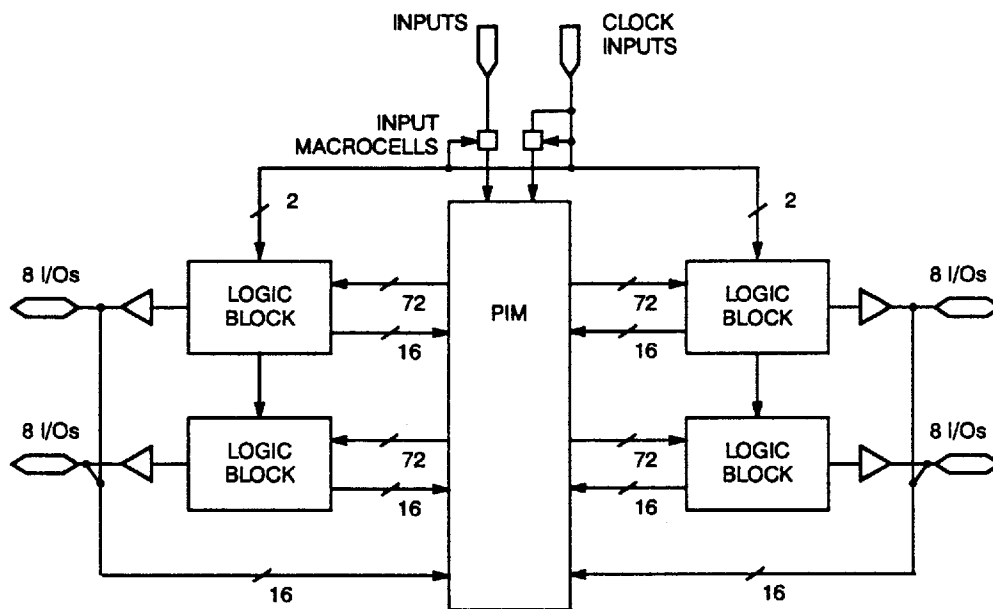 INPUTS
CLOCK
INPUTS
INPUT
MACROCELLS
2
2
8 I/Os
LOGIC
BLOCK
72
16
PIM
72
16
LOGIC
BLOCK
8 I/Os
8 I/Os
LOGIC
BLOCK
72
16
72
16
LOGIC
BLOCK
8 I/Os
16
16